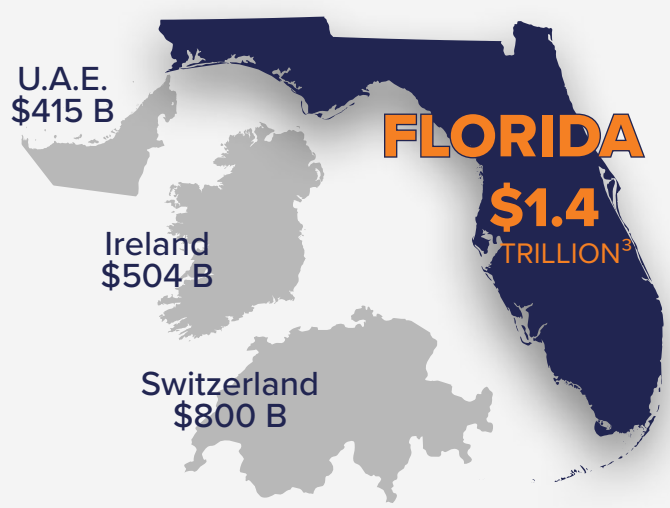 U.A.E.
$415 B
FLORIDA
$1.4
TRILLION³
Ireland
$504 B
Switzerland
$800 B